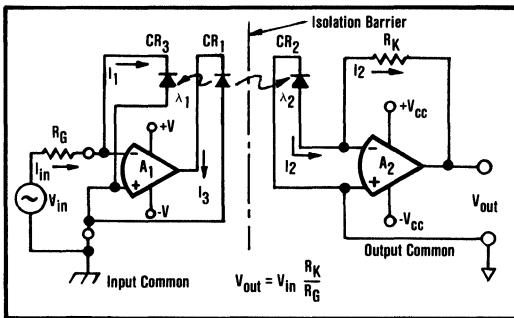 Isolation Barrier
CR3
CR1
CR2
RK
I1
I2
λ1
λ2
+V
+VCC
RG
Iin
A1
I3
I2
A2
Vin
-V
-VCC
Vout
Input Common
Output Common
Vout = Vin RK/RG
− + − +